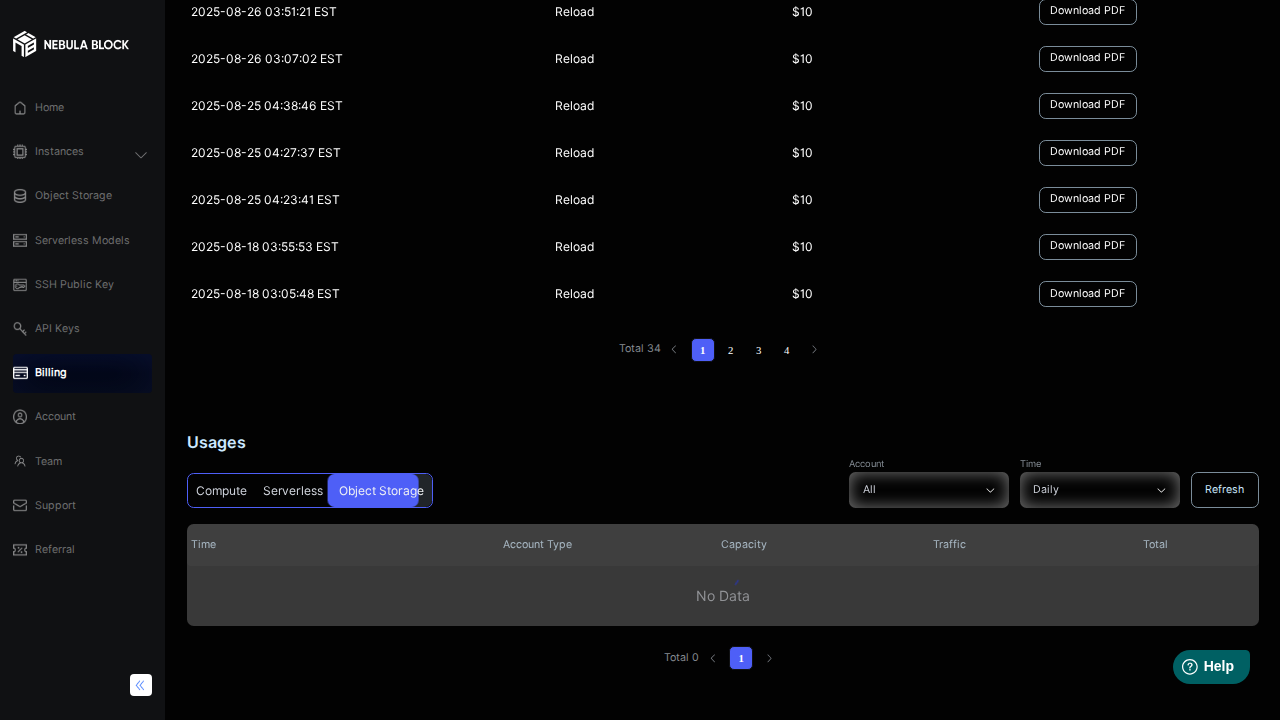 NEBULA BLOCK
Home
Instances
Object Storage
Serverless Models
SSH Public Key
API Keys
Billing
Account
Team
Support
Referral
2025-08-26 03:51:21 EST Reload $10 Download PDF
2025-08-26 03:07:02 EST Reload $10 Download PDF
2025-08-25 04:38:46 EST Reload $10 Download PDF
2025-08-25 04:27:37 EST Reload $10 Download PDF
2025-08-25 04:23:41 EST Reload $10 Download PDF
2025-08-18 03:55:53 EST Reload $10 Download PDF
2025-08-18 03:05:48 EST Reload $10 Download PDF
Total 34 1 2 3 4
Usages
Account Time
Compute Serverless Object Storage All Daily Refresh
Time Account Type Capacity Traffic Total
No Data
Total 0 1
Help